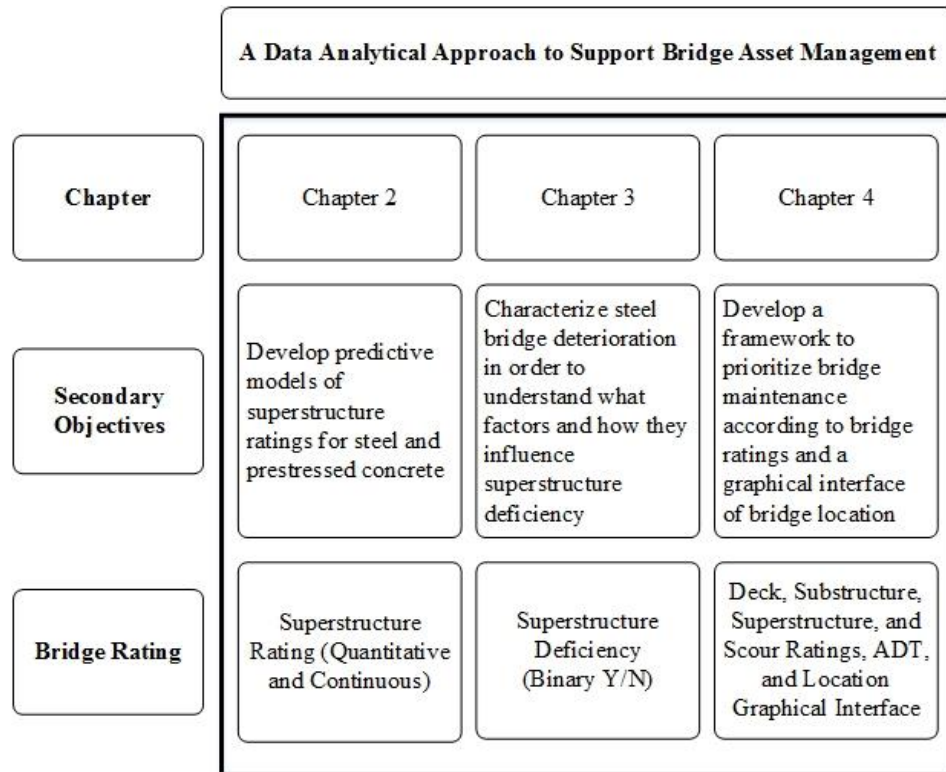 A Data Analytical Approach to Support Bridge Asset Management
Chapter
Chapter 2
Chapter 3
Chapter 4
Secondary
Objectives
Develop predictive
models of
superstructure
ratings for steel and
prestressed concrete
Characterize steel
bridge deterioration
in order to
understand what
factors and how they
influence
superstructure
deficiency
Develop a
framework to
prioritize bridge
maintenance
according to bridge
ratings and a
graphical interface
of bridge location
Bridge Rating
Superstructure
Rating (Quantitative
and Continuous)
Superstructure
Deficiency
(Binary Y/N)
Deck, Substructure,
Superstructure, and
Scour Ratings, ADT,
and Location
Graphical Interface